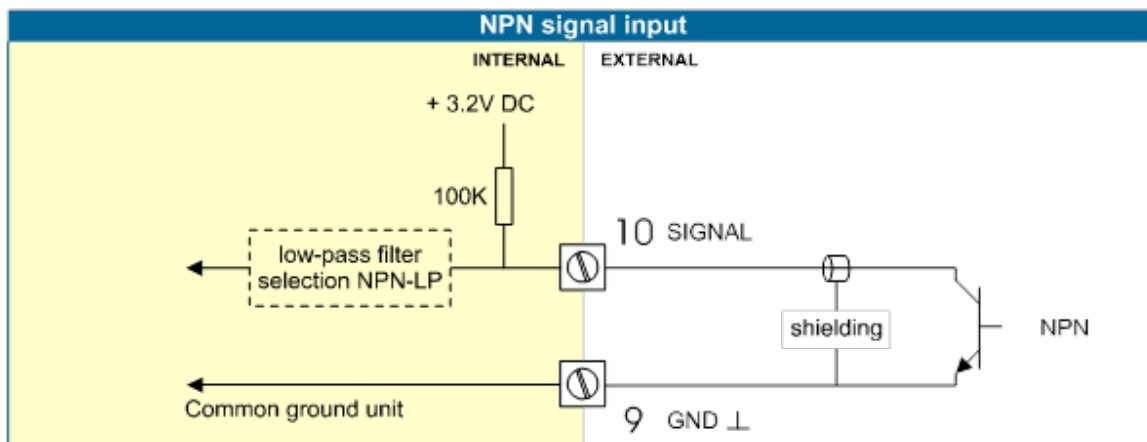 NPN signal input
INTERNAL
EXTERNAL
+ 3.2V DC
100K
10 SIGNAL
low-pass filter
selection NPN-LP
shielding
NPN
Common ground unit
9 GND ⊥